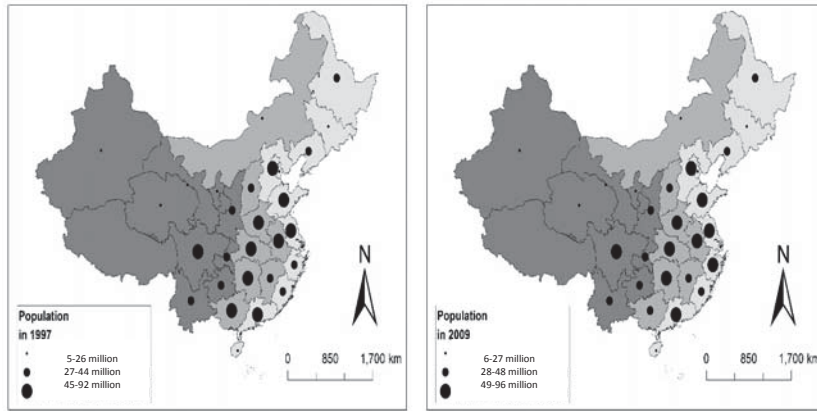 N
Population
in 1997
5-26 million
27-44 million
45-92 million
0 850 1,700 km
N
Population
in 2009
6-27 million
28-48 million
49-96 million
0 850 1,700 km